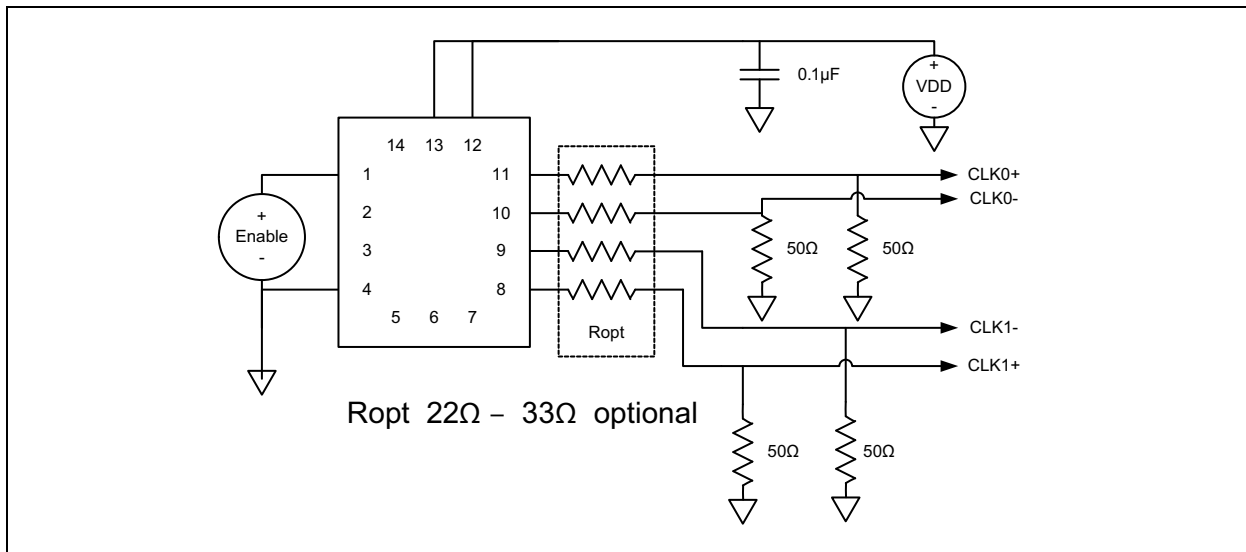 0.1µF
+
VDD
-
14 13 12
1
2
3
4
5 6 7
11
10
9
8
+
Enable
-
Ropt
CLK0+
CLK0-
50Ω
50Ω
CLK1-
CLK1+
Ropt 22Ω – 33Ω optional
50Ω
50Ω